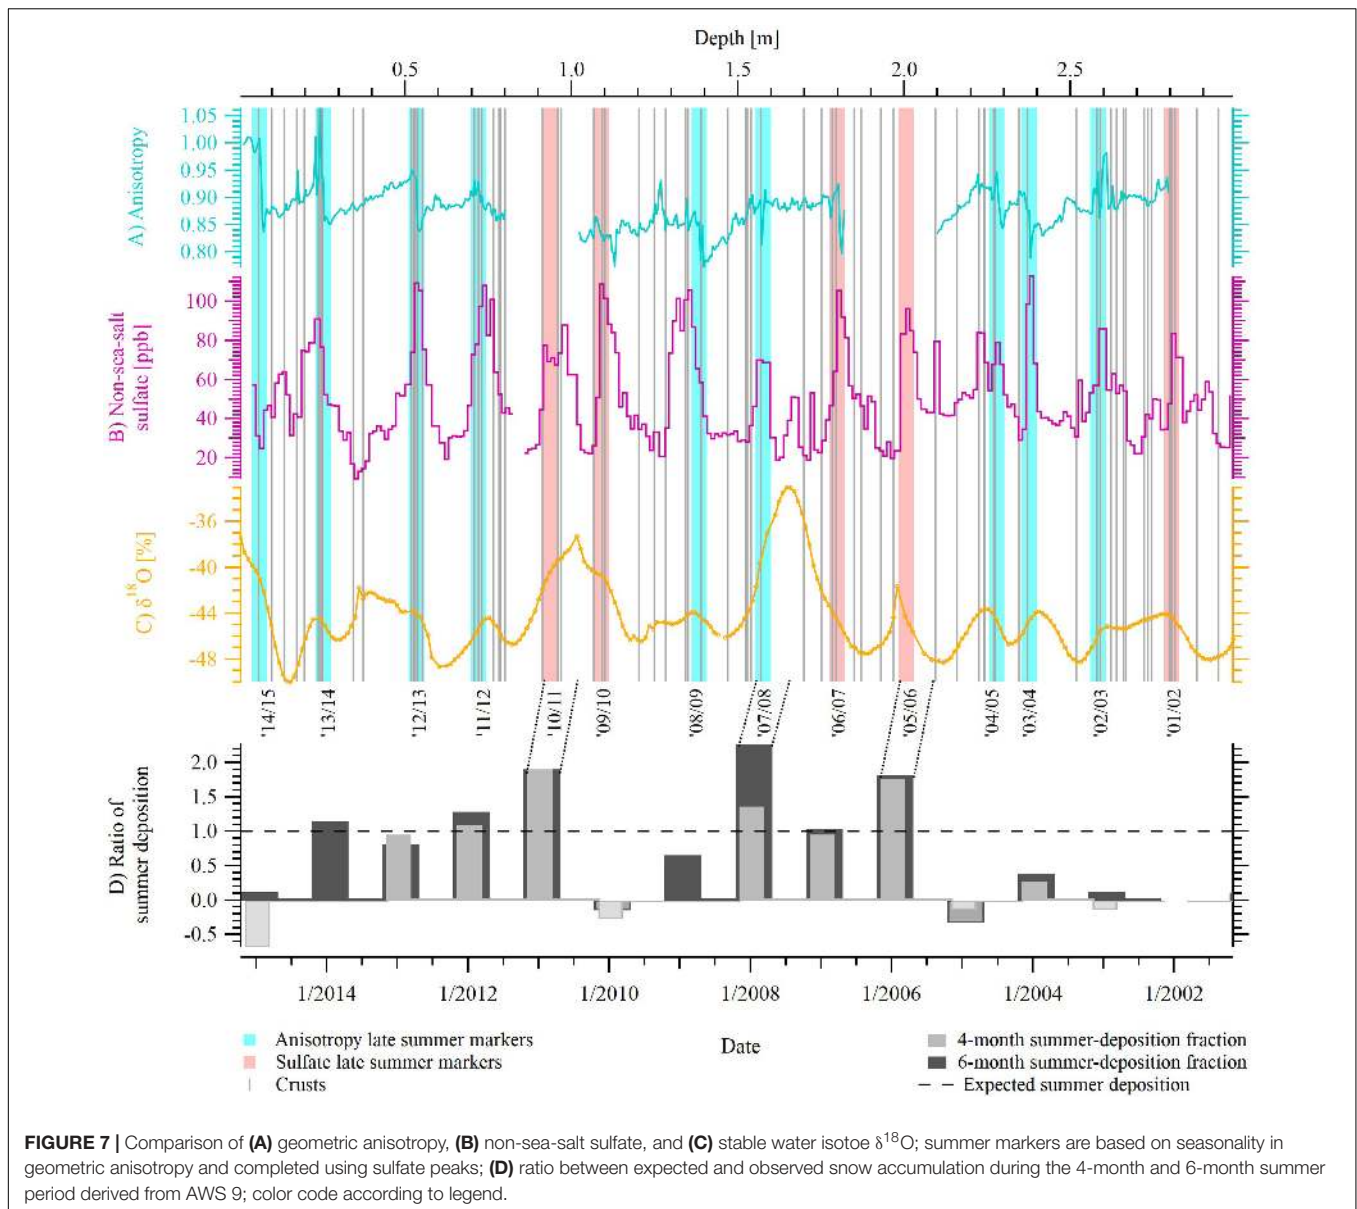 Depth [m]
0.5 1.0 1.5 2.0 2.5
A) Anisotropy
1.05
1.00
0.95
0.90
0.85
0.80
B) Non-sea-salt
sulfate [ppb]
100
80
60
40
20
C) δ18O [%]
-36
-40
-44
-48
'14/15 '13/14 '12/13 '11/12 '10/11 '09/10 '08/09 '07/08 '06/07 '05/06 '04/05 '03/04 '02/03 '01/02
D) Ratio of
summer deposition
2.0
1.5
1.0
0.5
0.0
-0.5
1/2014 1/2012 1/2010 1/2008 1/2006 1/2004 1/2002
Date
Anisotropy late summer markers
Sulfate late summer markers
Crusts
4-month summer-deposition fraction
6-month summer-deposition fraction
Expected summer deposition
FIGURE 7 | Comparison of (A) geometric anisotropy, (B) non-sea-salt sulfate, and (C) stable water isotoe δ18O; summer markers are based on seasonality in
geometric anisotropy and completed using sulfate peaks; (D) ratio between expected and observed snow accumulation during the 4-month and 6-month summer
period derived from AWS 9; color code according to legend.